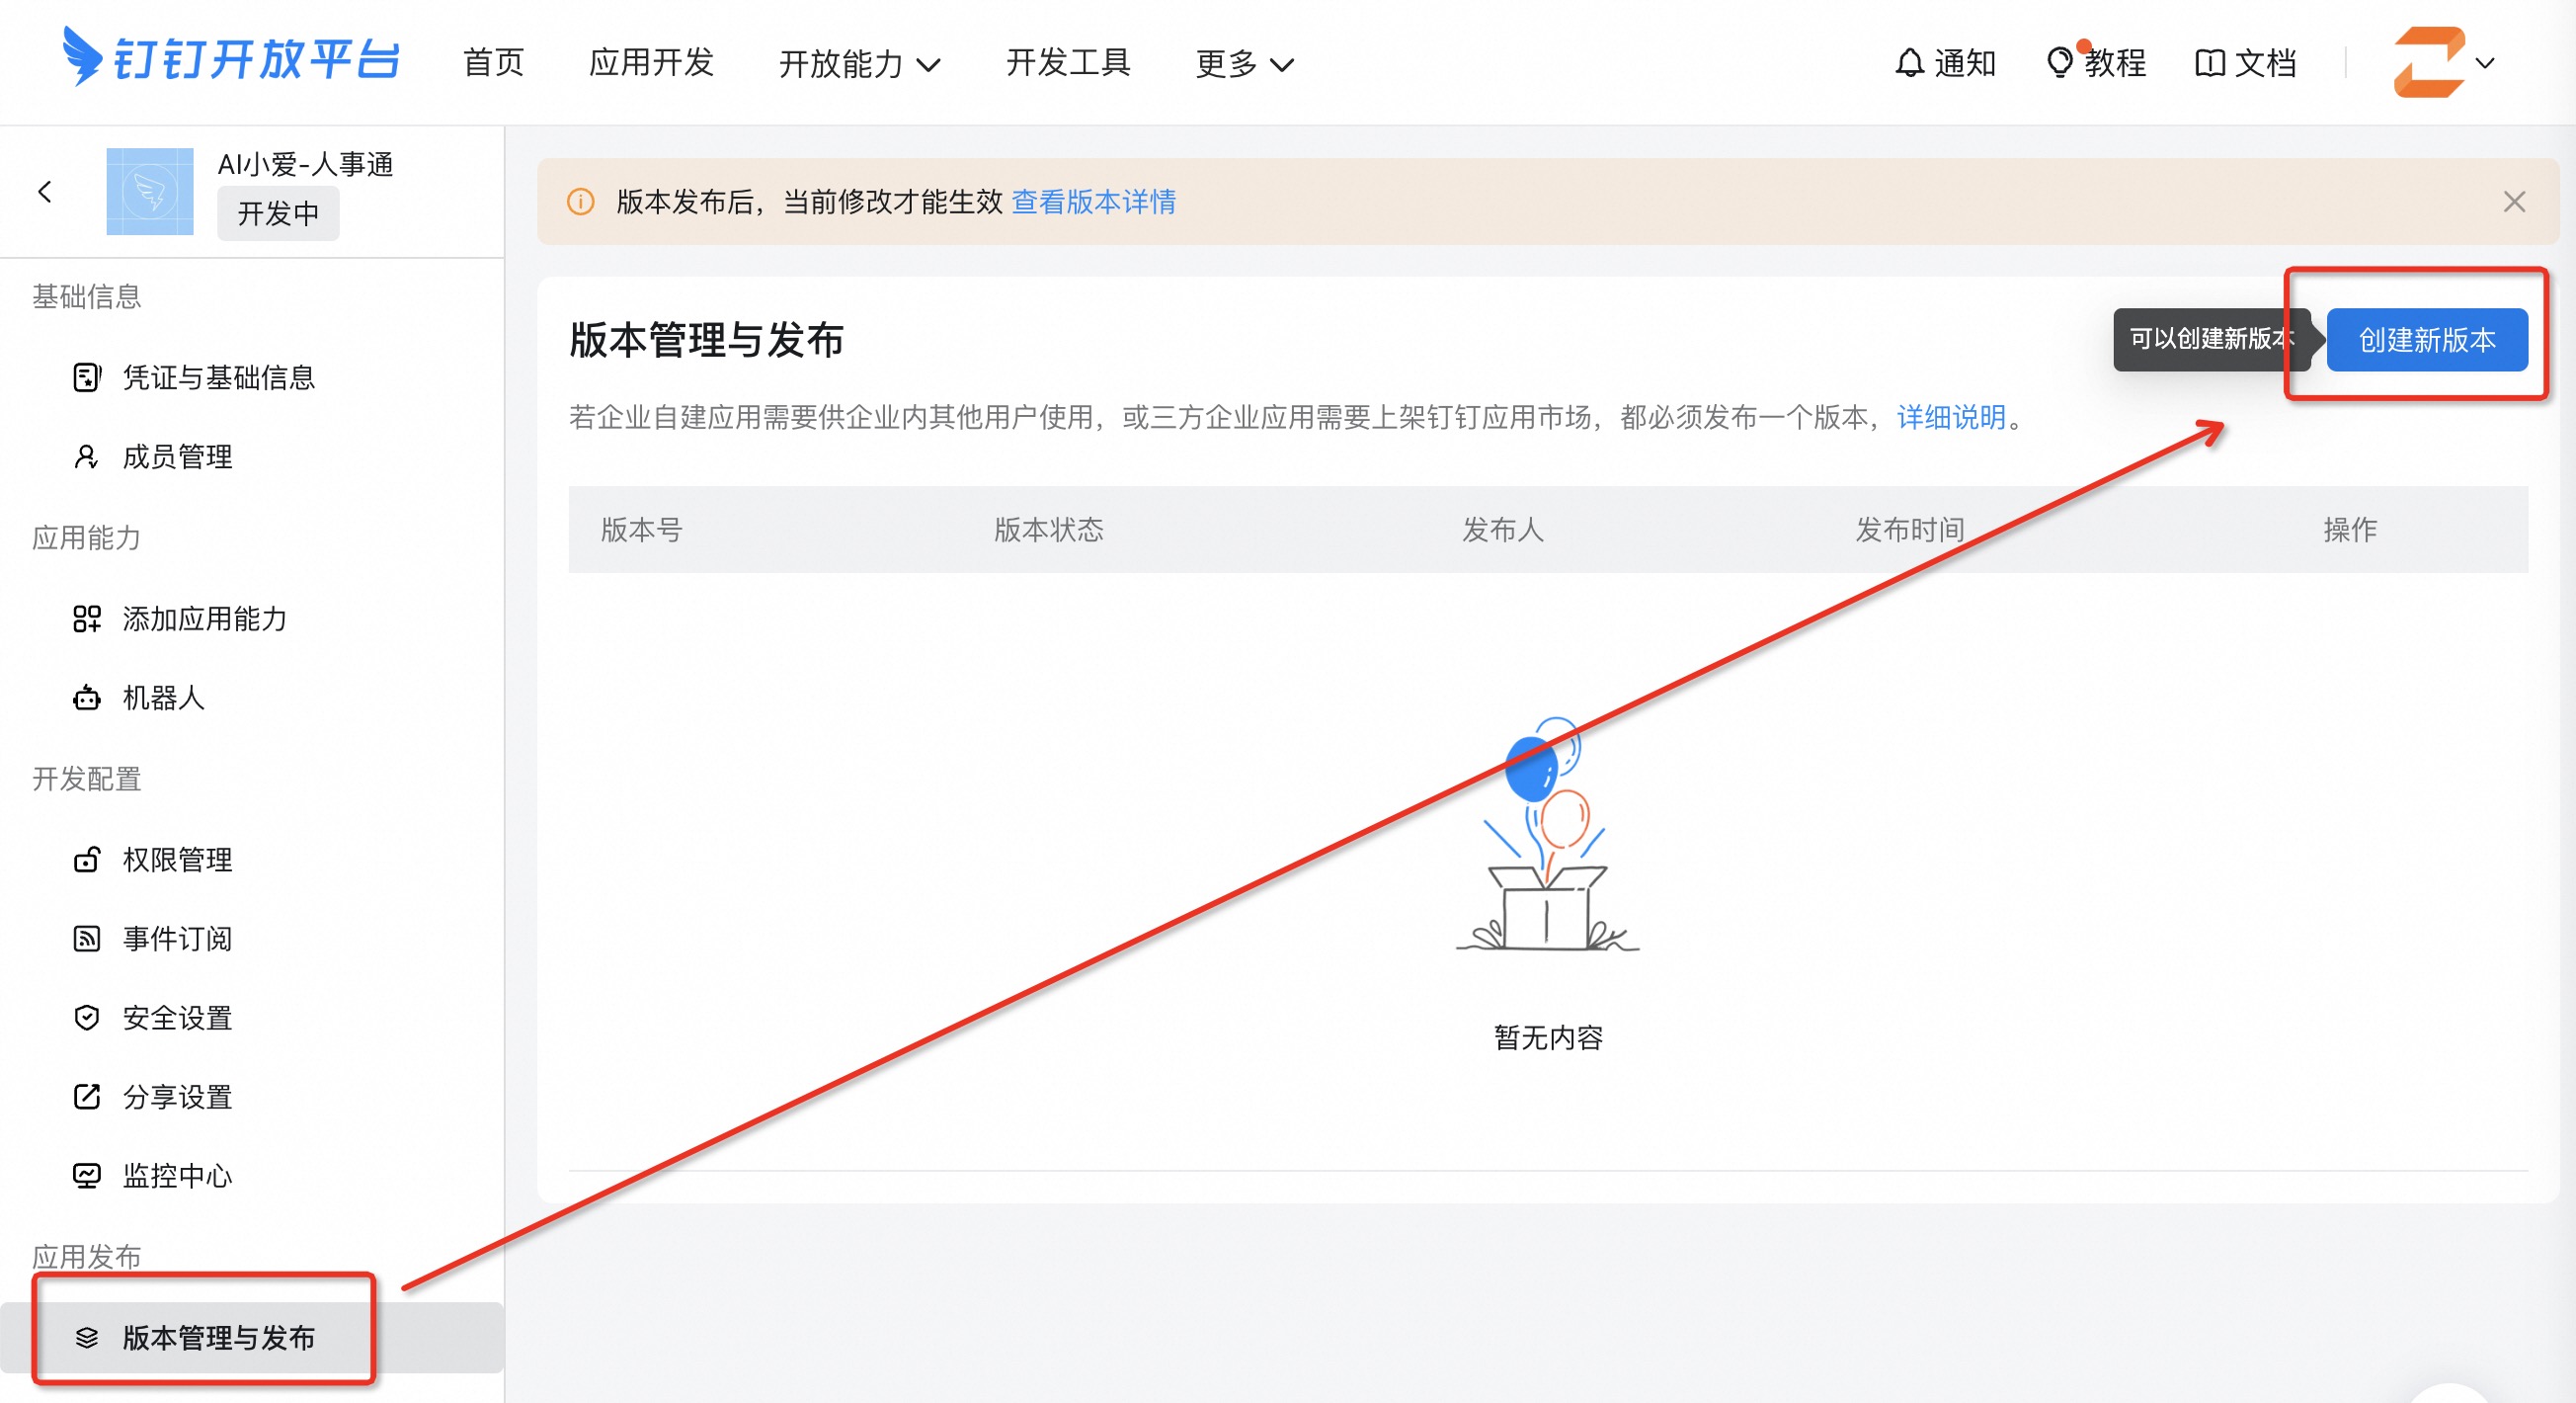 钉钉开放平台 首页 应用开发 开放能力 开发工具 更多 通知 教程 文档
AI小爱-人事通
开发中
基础信息
凭证与基础信息
成员管理
应用能力
添加应用能力
机器人
开发配置
权限管理
事件订阅
安全设置
分享设置
监控中心
应用发布
版本管理与发布
版本发布后，当前修改才能生效 查看版本详情
版本管理与发布
可以创建新版本
创建新版本
若企业自建应用需要供企业内其他用户使用，或三方企业应用需要上架钉钉应用市场，都必须发布一个版本，详细说明。
版本号 版本状态 发布人 发布时间 操作
暂无内容